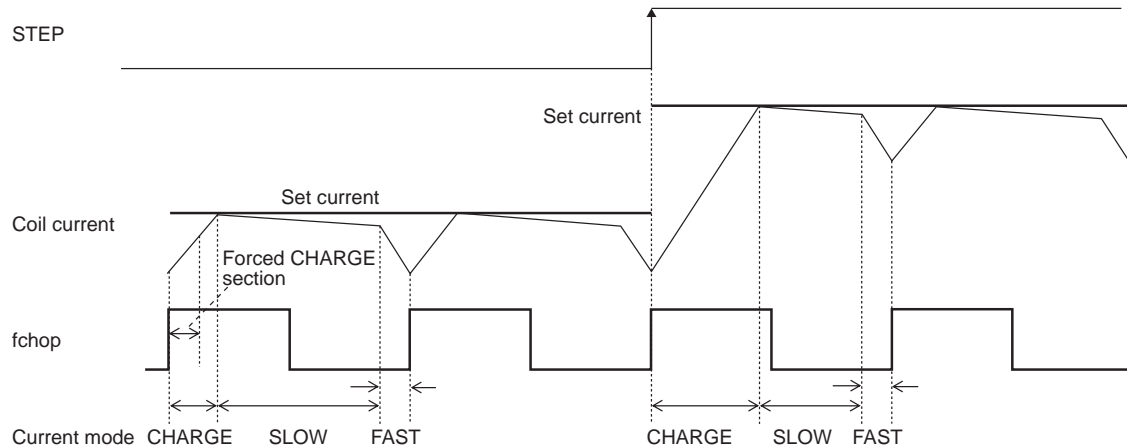 STEP
Set current
Set current
Coil current
Forced CHARGE
section
fchop
Current mode CHARGE SLOW FAST CHARGE SLOW FAST